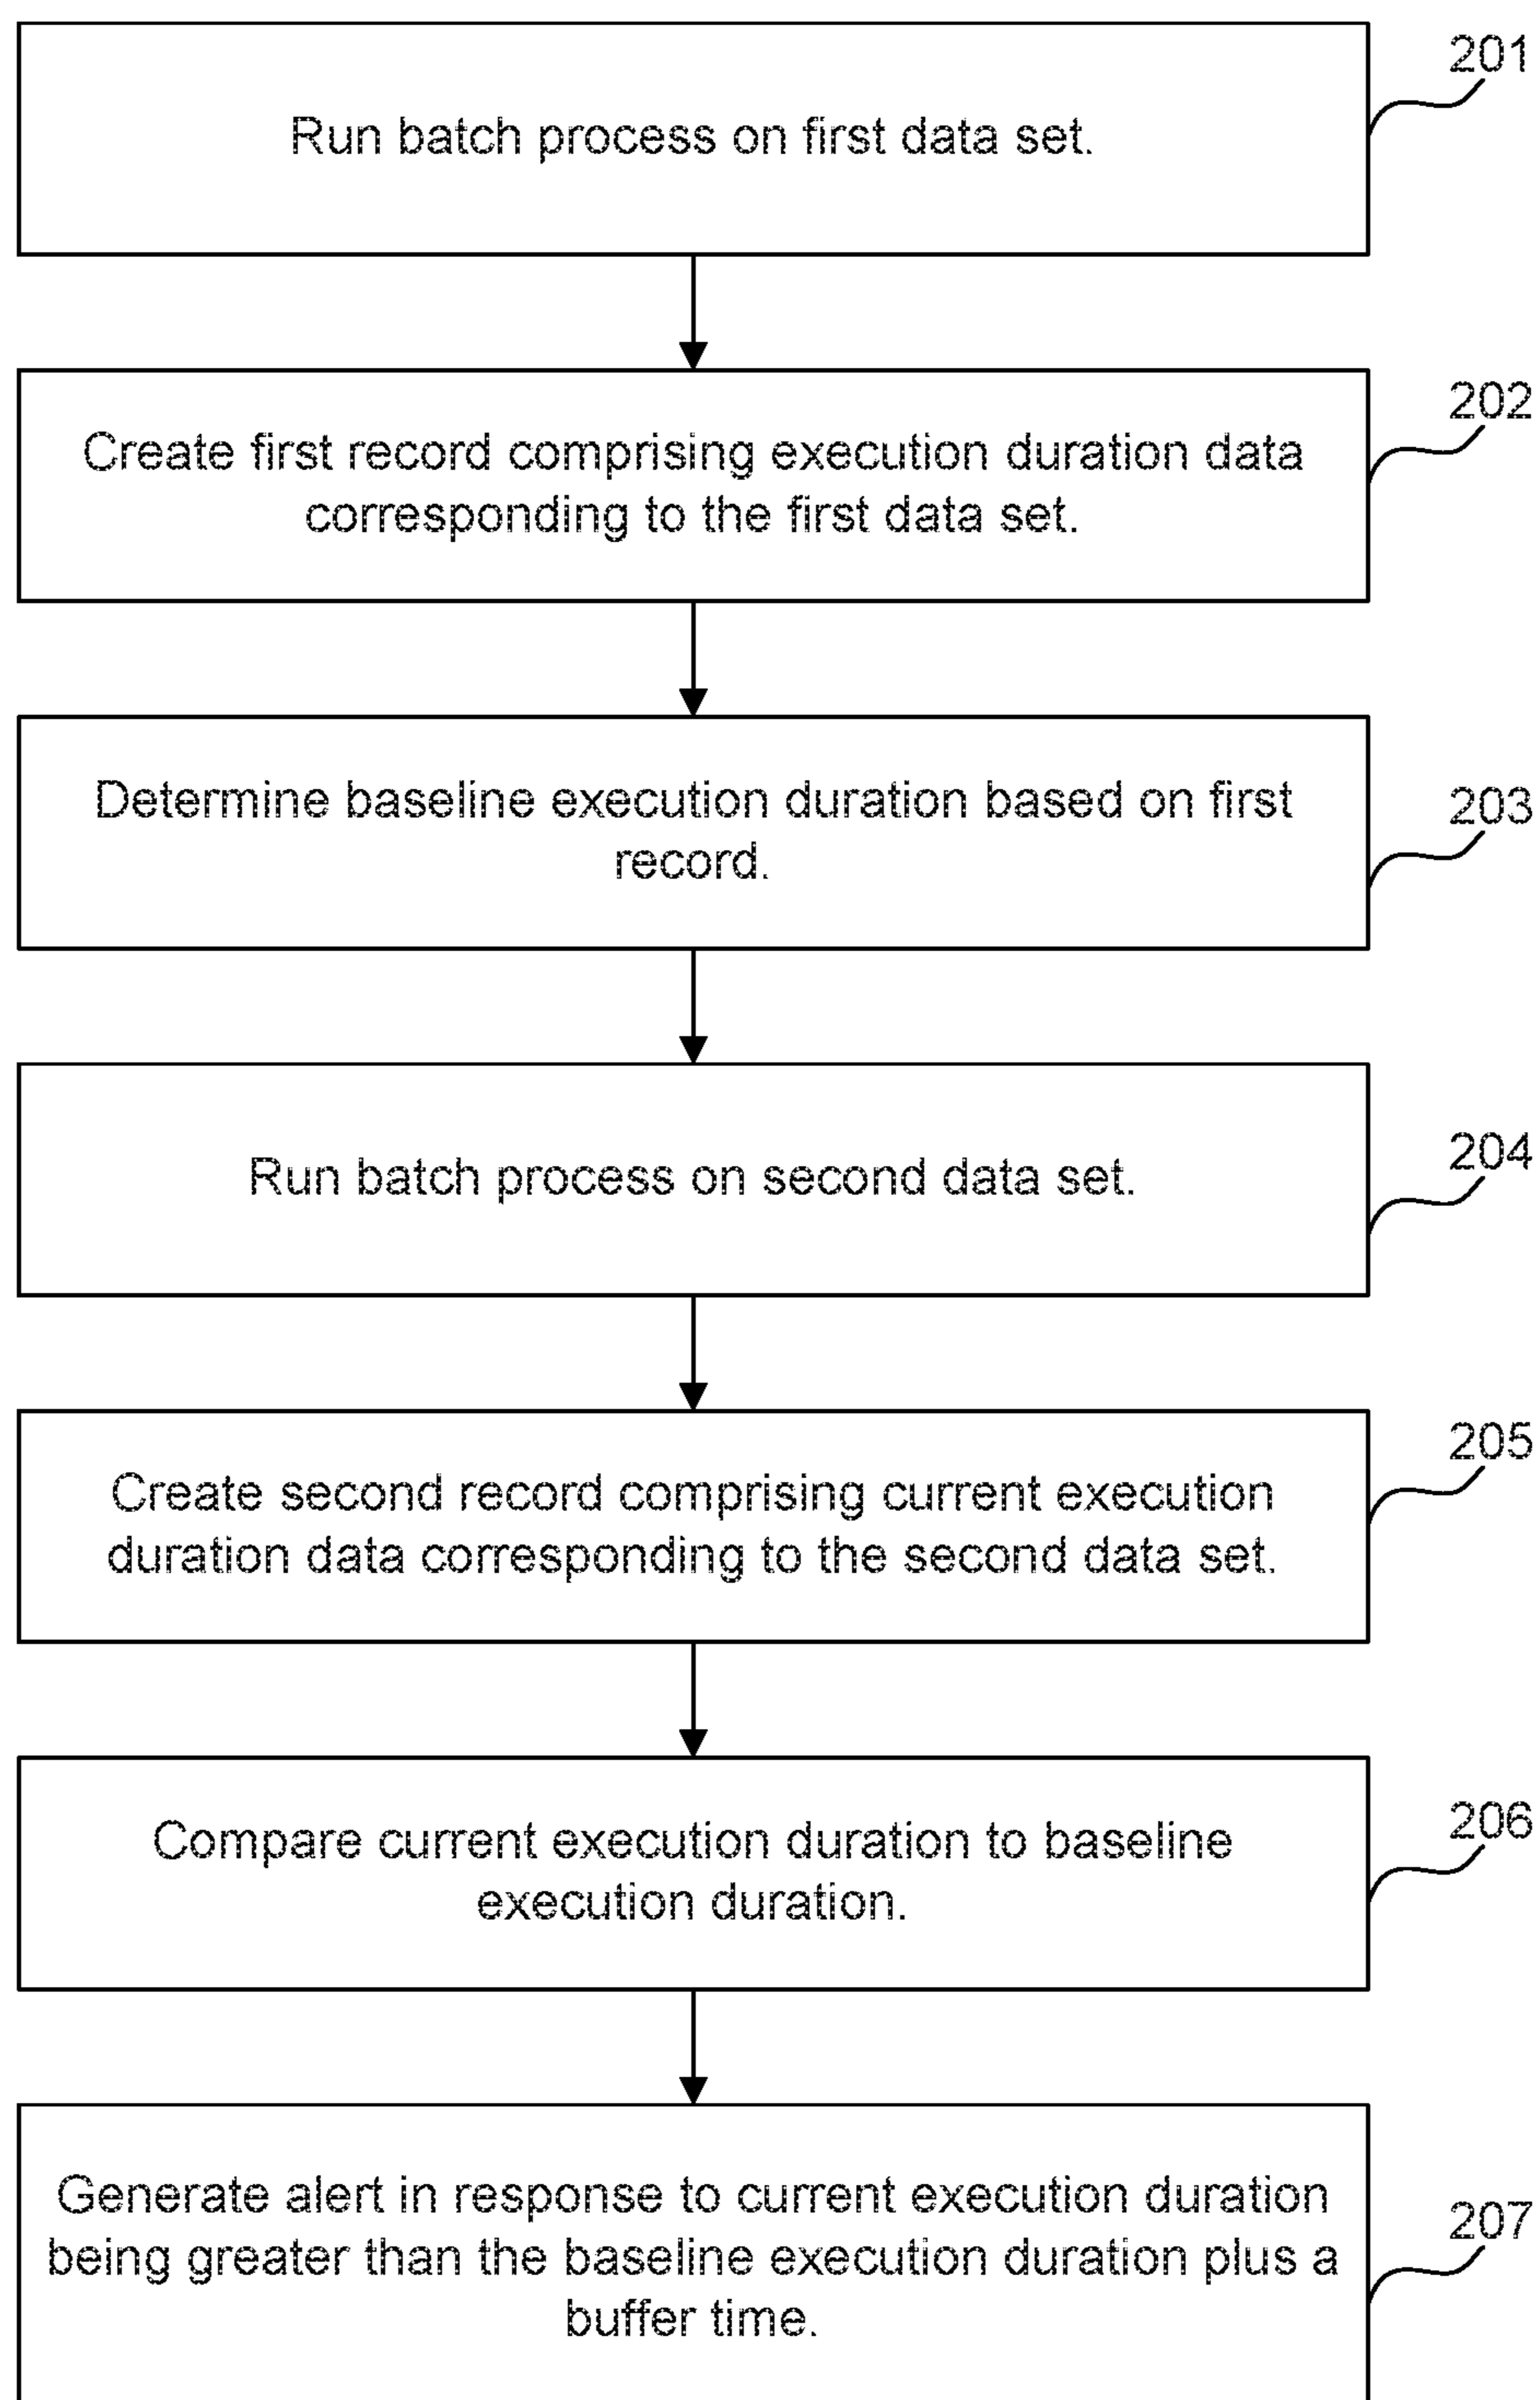 201
Run batch process on first data set.
202
Create first record comprising execution duration data
corresponding to the first data set.
203
Determine baseline execution duration based on first
record.
204
Run batch process on second data set.
205
Create second record comprising current execution
duration data corresponding to the second data set.
206
Compare current execution duration to baseline
execution duration.
207
Generate alert in response to current execution duration
being greater than the baseline execution duration plus a
buffer time.